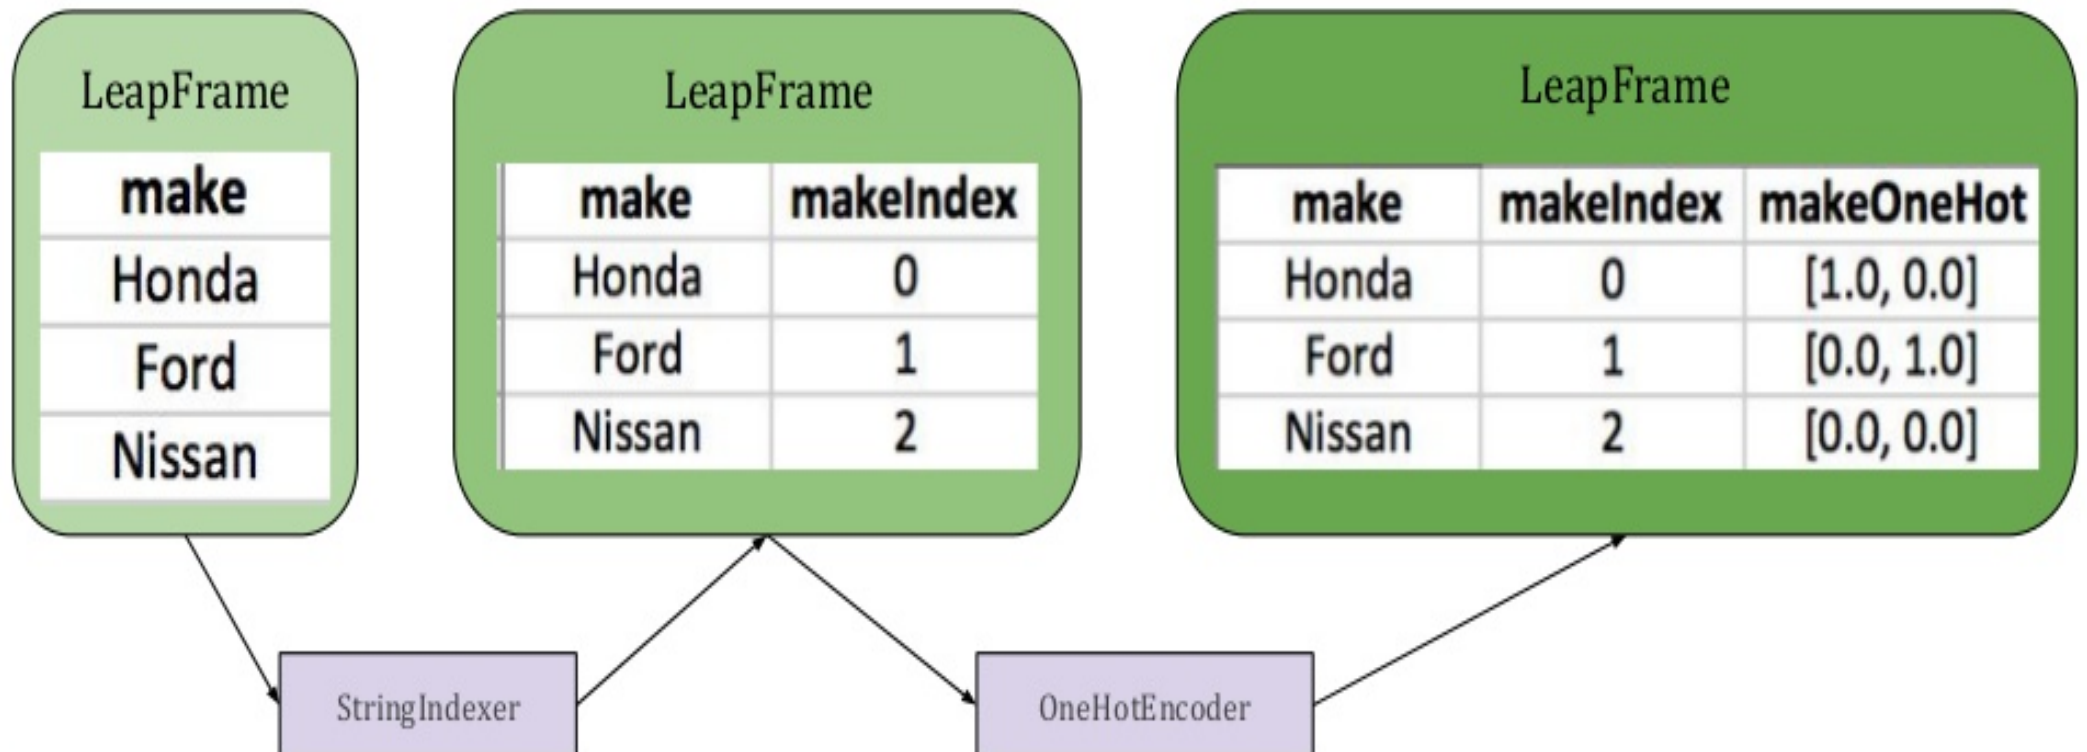 LeapFrame
make
Honda
Ford
Nissan
LeapFrame
make makeIndex
Honda 0
Ford 1
Nissan 2
LeapFrame
make makeIndex makeOneHot
Honda 0 [1.0, 0.0]
Ford 1 [0.0, 1.0]
Nissan 2 [0.0, 0.0]
StringIndexer
OneHotEncoder